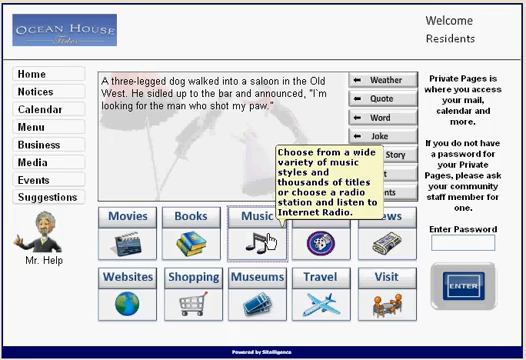 OCEAN HOUSE
Welcome
Residents
Home
Notices
Calendar
Menu
Business
Media
Events
Suggestions
Mr. Help
A three-legged dog walked into a saloon in the Old
West. He sidled up to the bar and announced, "I'm
looking for the man who shot my paw."
Weather
Quote
Word
Joke
Story
Choose from a wide
variety of music
styles and
thousands of titles
or choose a radio
station and listen to
Internet Radio.
Movies
Books
Music
Websites
Shopping
Museums
Travel
Visit
Private Pages is
where you access
your mail,
calendar and
more.
If you do not
have a password
for your Private
Pages, please ask
your community
staff member for
one.
Enter Password
ENTER
Powered by Sitelligence